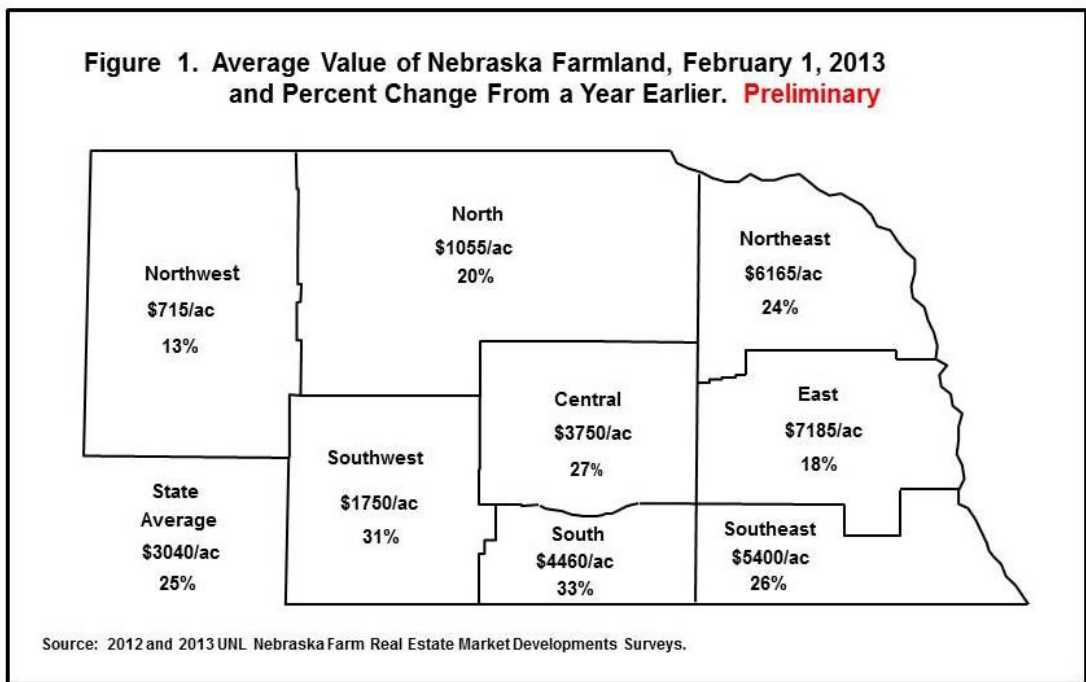 Figure 1. Average Value of Nebraska Farmland, February 1, 2013
and Percent Change From a Year Earlier. Preliminary
North
$1055/ac
20%
Northeast
$6165/ac
24%
Northwest
$715/ac
13%
Central
$3750/ac
27%
East
$7185/ac
18%
Southwest
$1750/ac
31%
State
Average
$3040/ac
25%
South
$4460/ac
33%
Southeast
$5400/ac
26%
Source: 2012 and 2013 UNL Nebraska Farm Real Estate Market Developments Surveys.